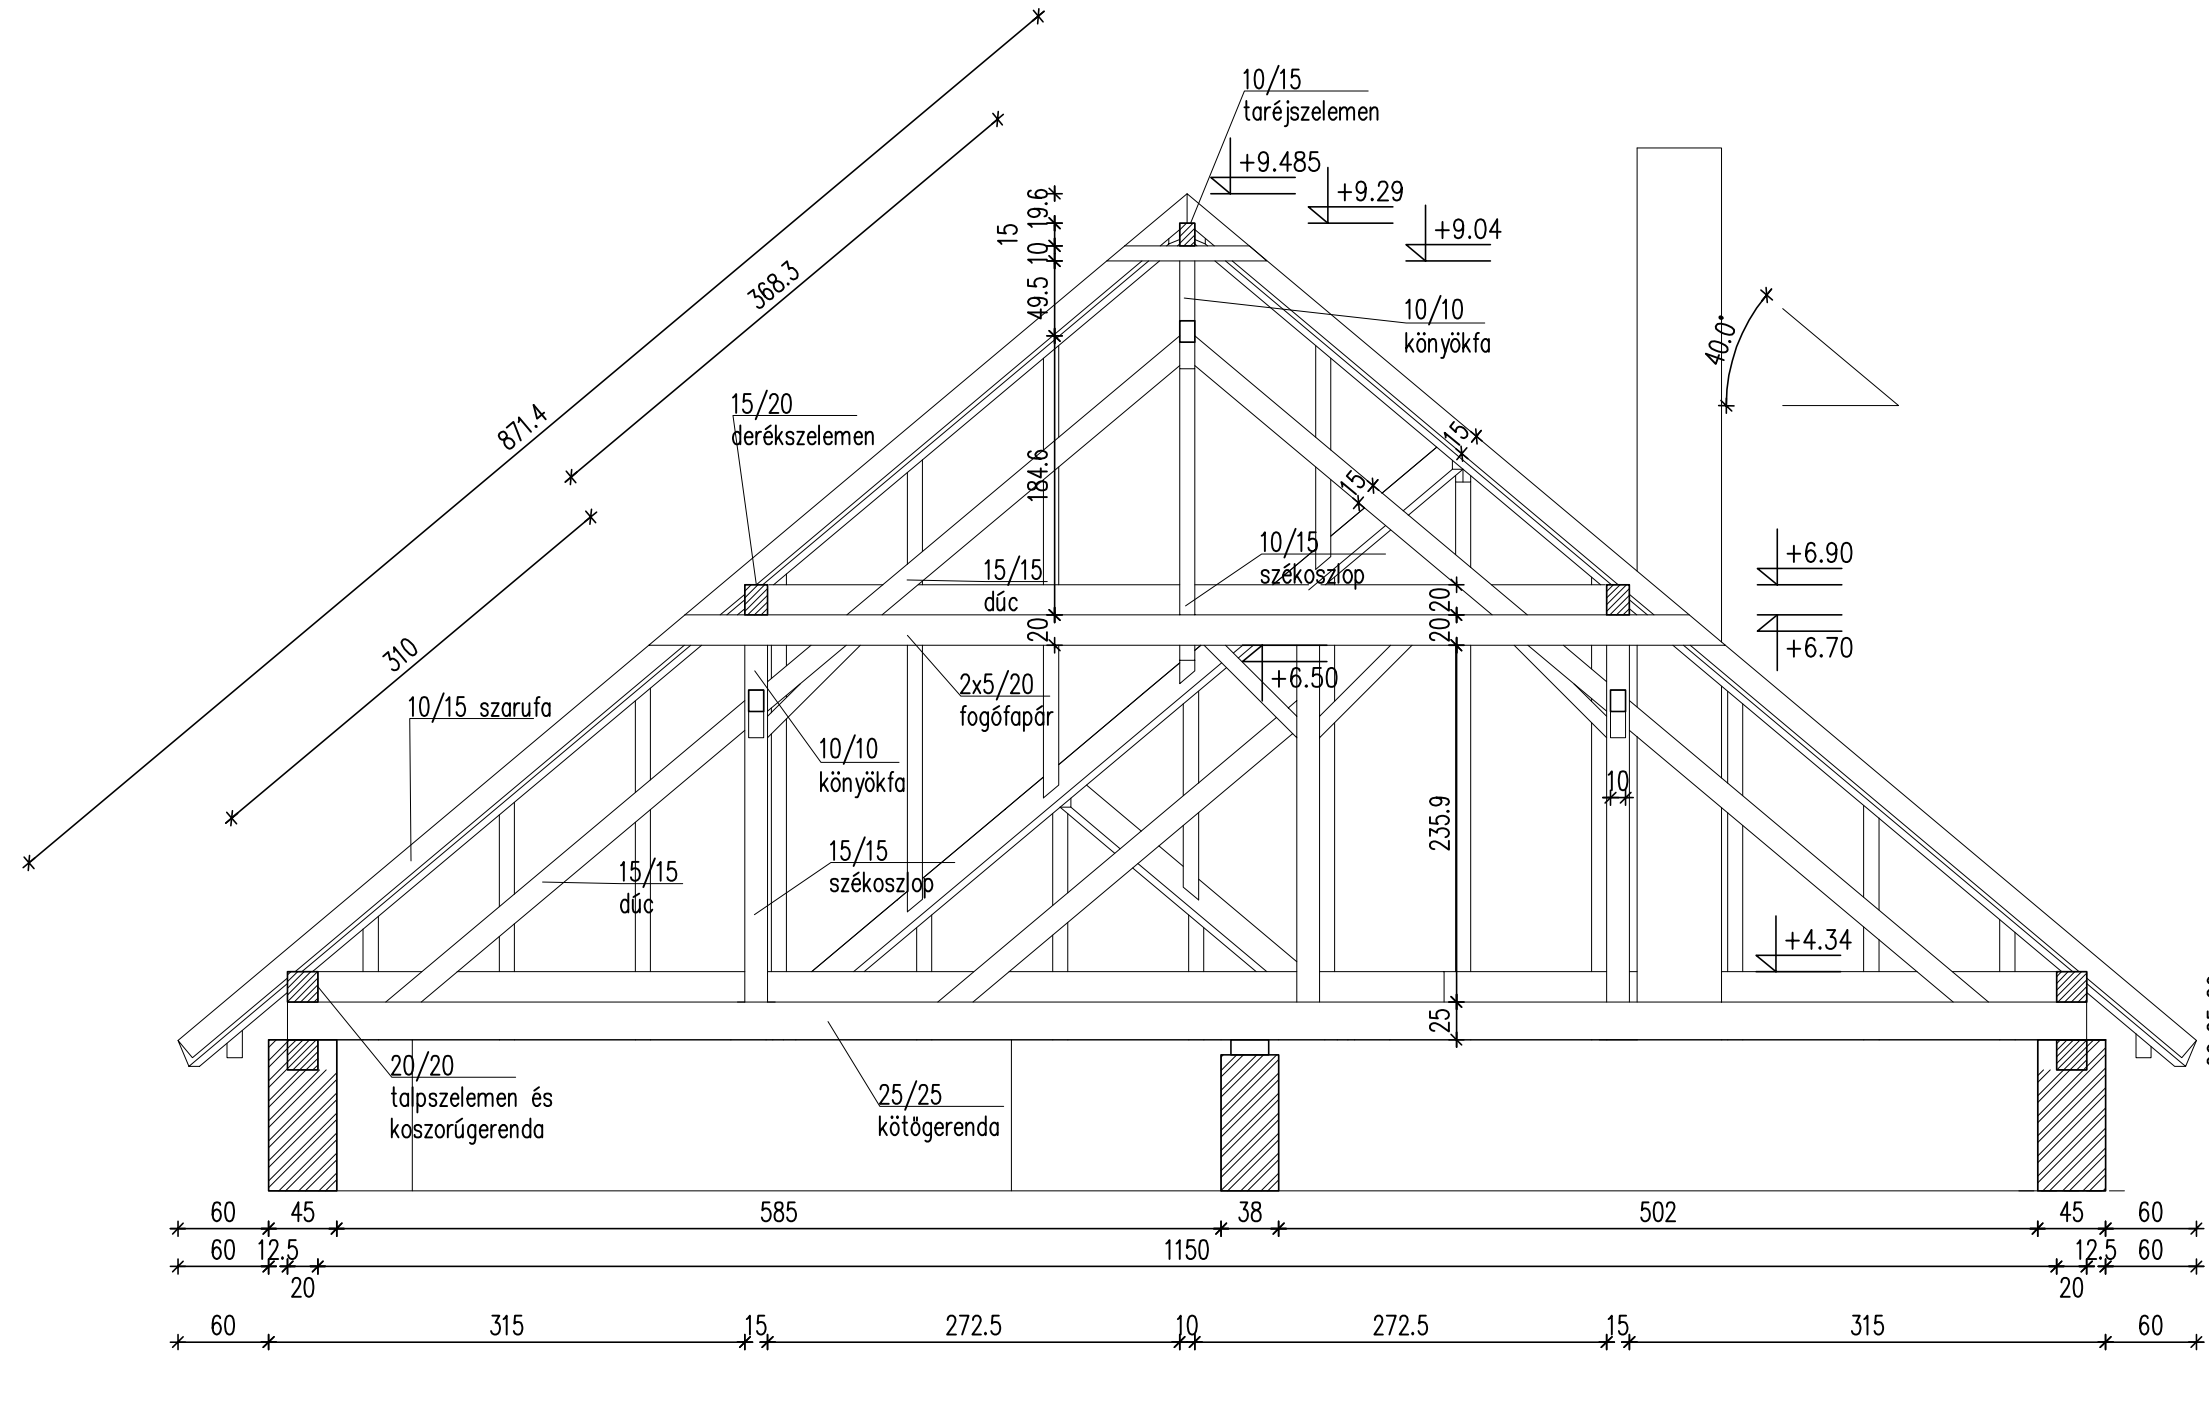 10/15
taréjszelemen
+9.485
+9.29
+9.04
19.6
15
10
49.5
368.3
10/10
könyökfa
40.0°
871.4
15/20
derékszelemen
15
15
184.6
10/15
székoszlop
15/15
dúc
+6.90
20
20
20
+6.70
310
+6.50
2x5/20
fogófapár
10/15 szarufa
10/10
könyökfa
10
235.9
15/15
székoszlop
15/15
dúc
+4.34
25
20/20
talpszelemen és
koszorúgerenda
25/25
kötőgerenda
60 45 585 38 502 45 60
60 12.5 1150 12.5 60
20 20
60 315 15 272.5 10 272.5 15 315 60